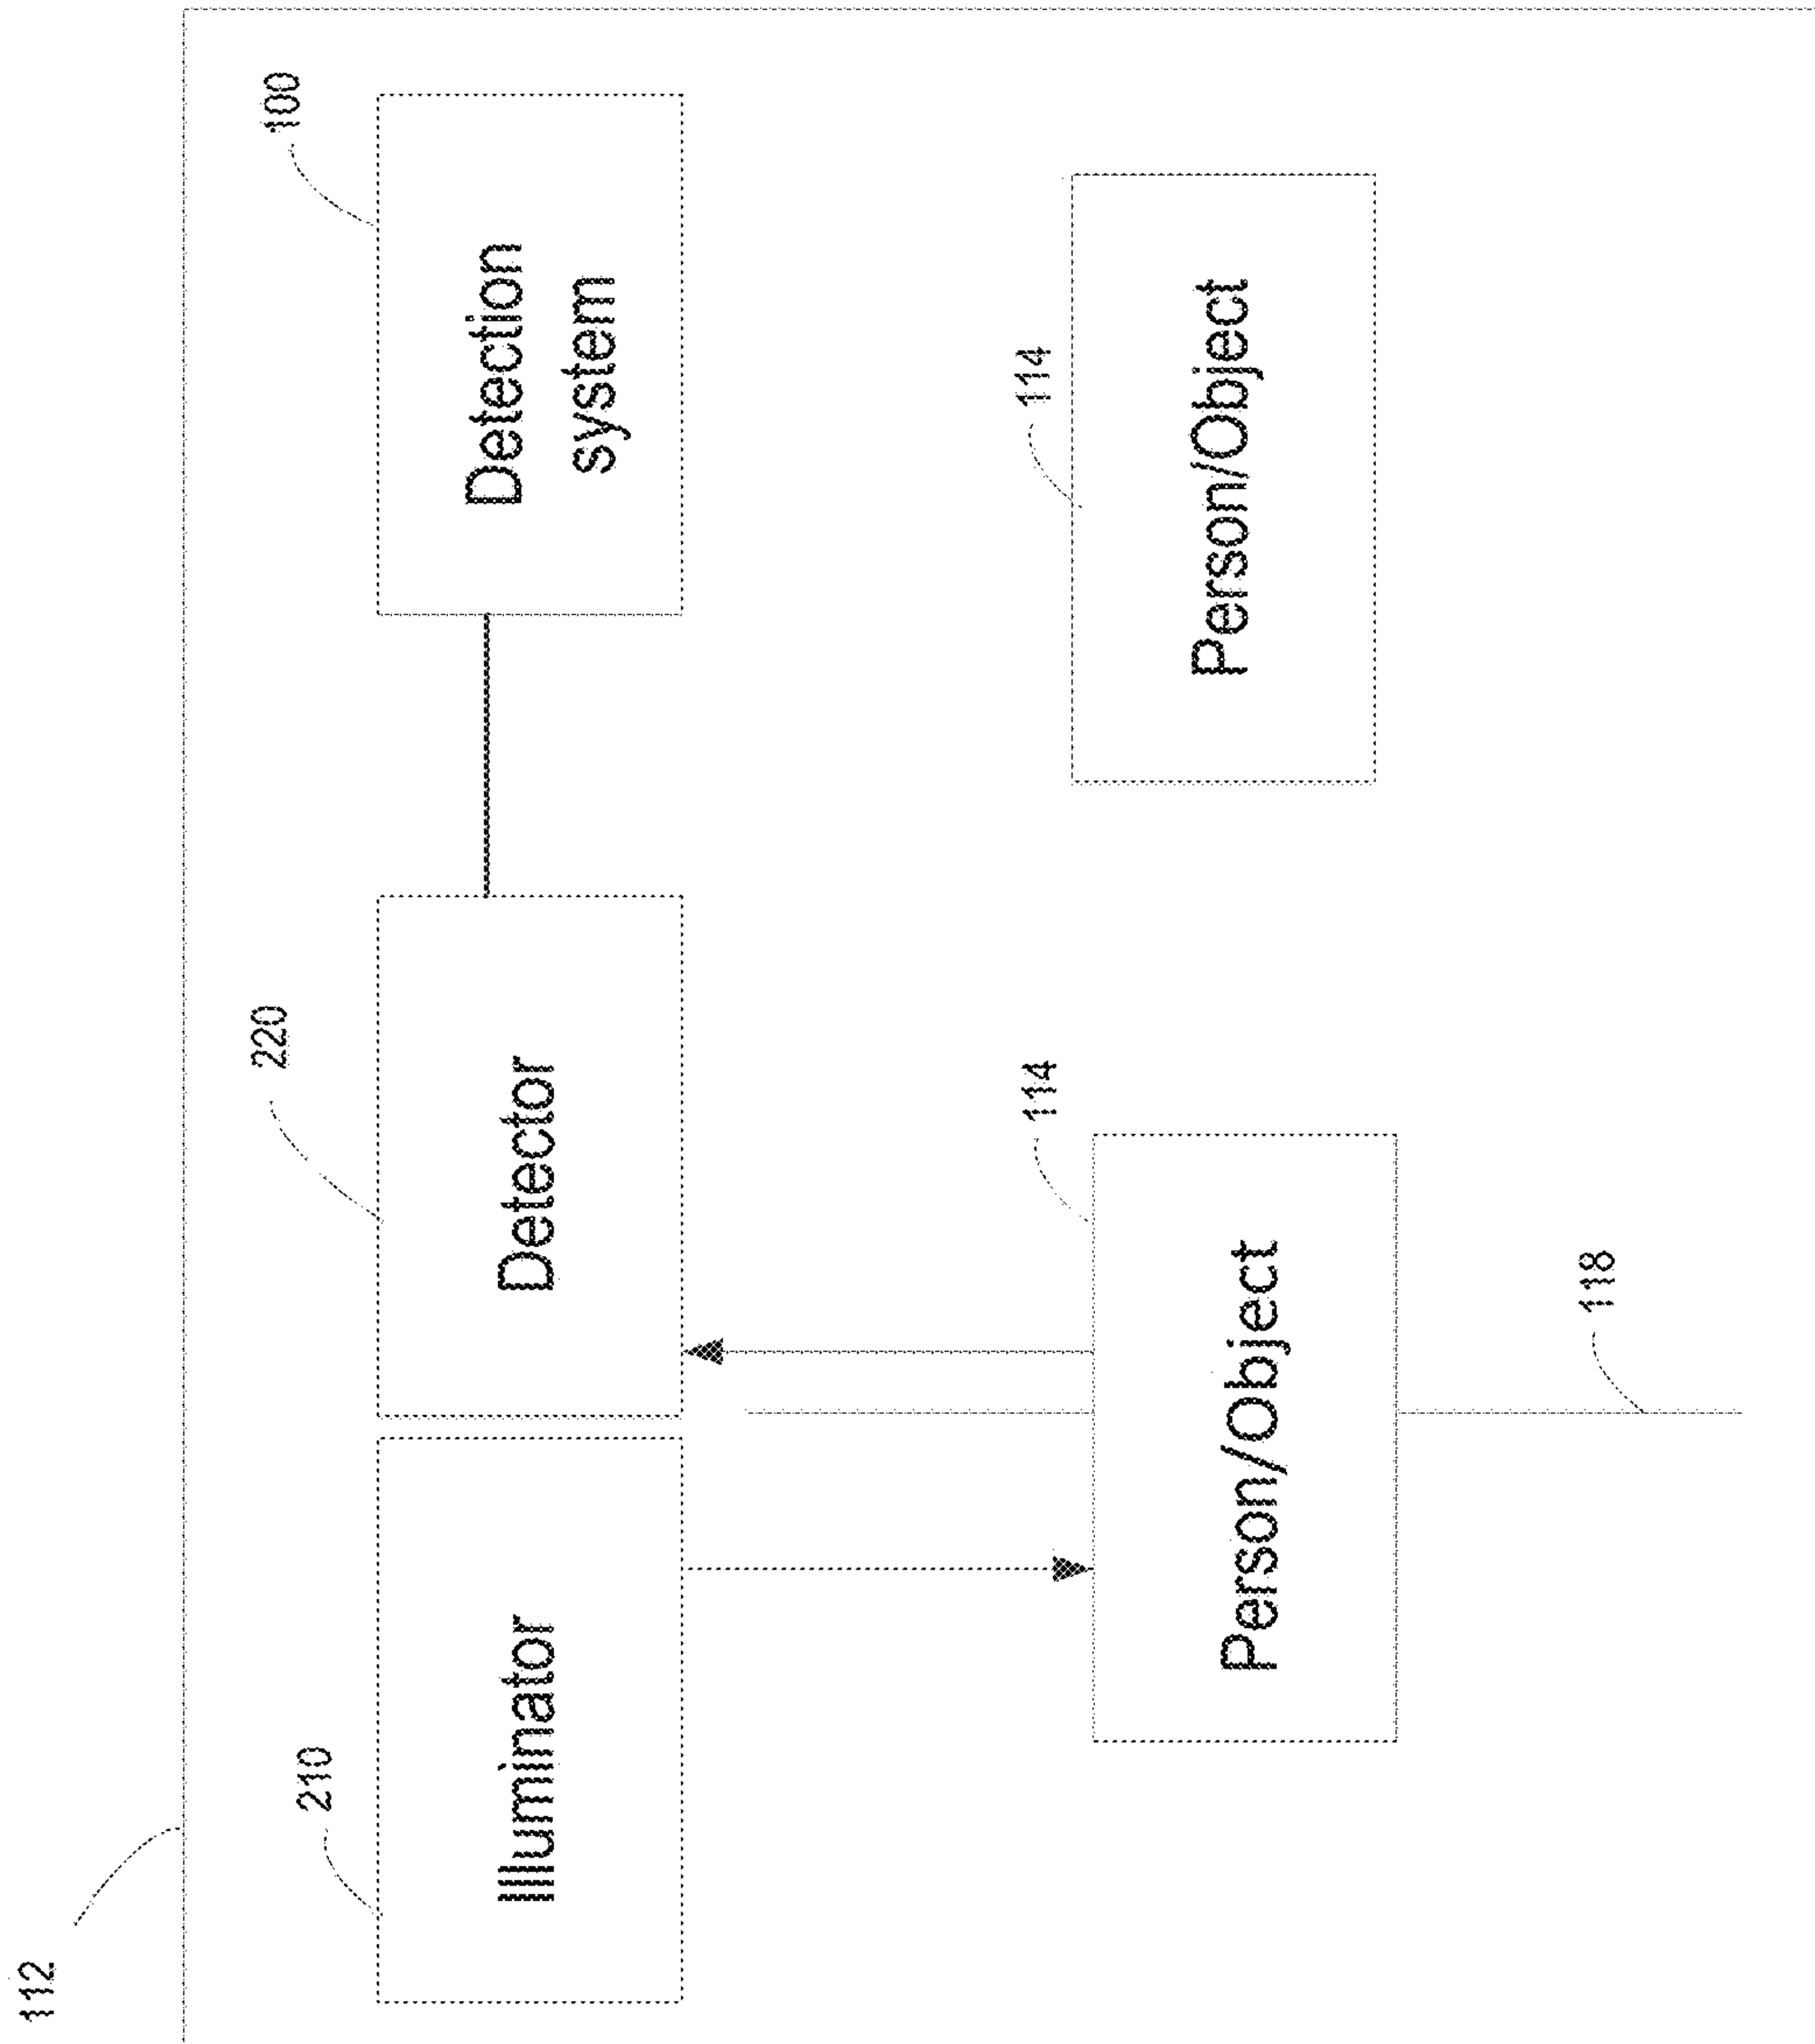 112
210
220
100
Illuminator
Detector
Detection
system
114
114
Person/Object
Person/Object
118